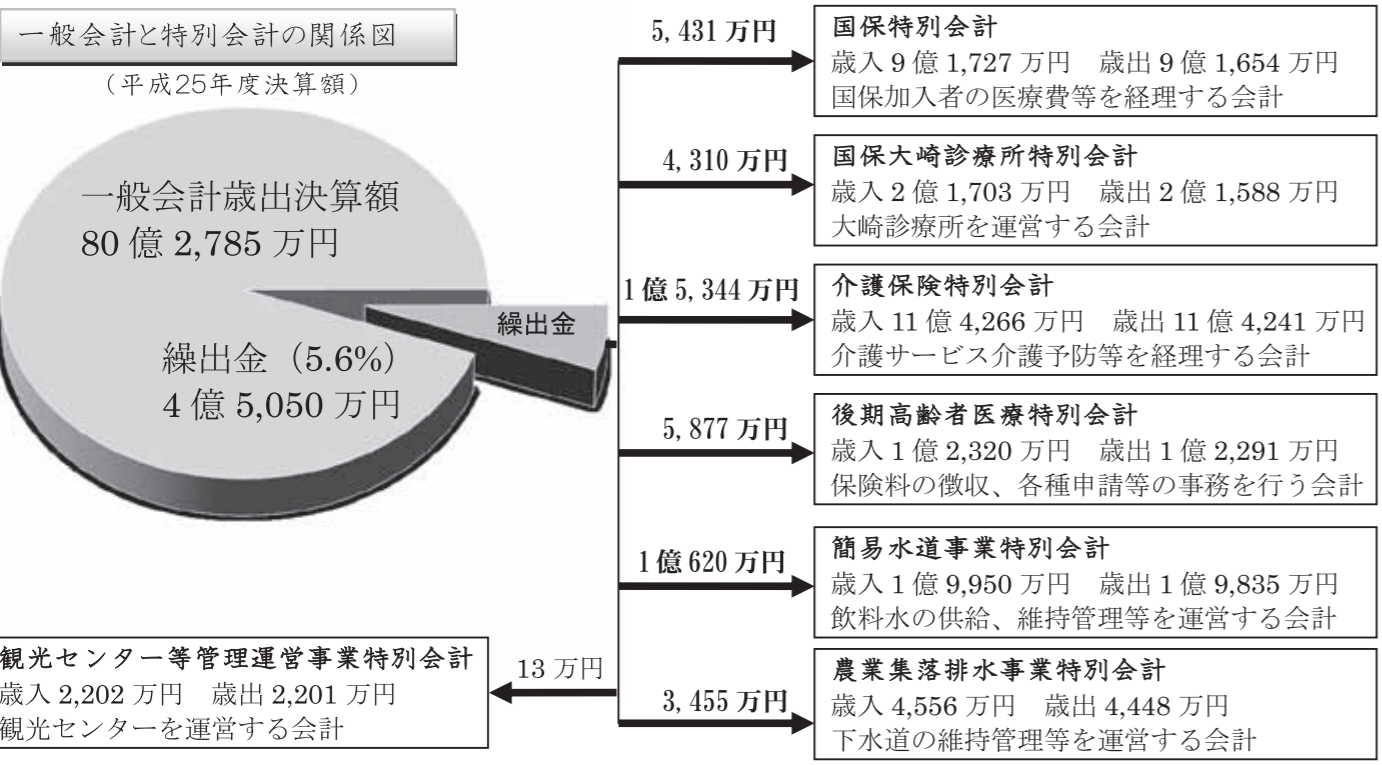 一般会計と特別会計の関係図
(平成25年度決算額)
一般会計歳出決算額
80 億 2,785 万円
繰出金
繰出金（5.6%）
4 億 5,050 万円
5,431 万円
国保特別会計
歳入 9 億 1,727 万円　歳出 9 億 1,654 万円
国保加入者の医療費等を経理する会計
4,310 万円
国保大崎診療所特別会計
歳入 2 億 1,703 万円　歳出 2 億 1,588 万円
大崎診療所を運営する会計
1 億 5,344 万円
介護保険特別会計
歳入 11 億 4,266 万円　歳出 11 億 4,241 万円
介護サービス介護予防等を経理する会計
5,877 万円
後期高齢者医療特別会計
歳入 1 億 2,320 万円　歳出 1 億 2,291 万円
保険料の徴収、各種申請等の事務を行う会計
1 億 620 万円
簡易水道事業特別会計
歳入 1 億 9,950 万円　歳出 1 億 9,835 万円
飲料水の供給、維持管理等を運営する会計
3,455 万円
農業集落排水事業特別会計
歳入 4,556 万円　歳出 4,448 万円
下水道の維持管理等を運営する会計
13 万円
観光センター等管理運営事業特別会計
歳入 2,202 万円　歳出 2,201 万円
観光センターを運営する会計